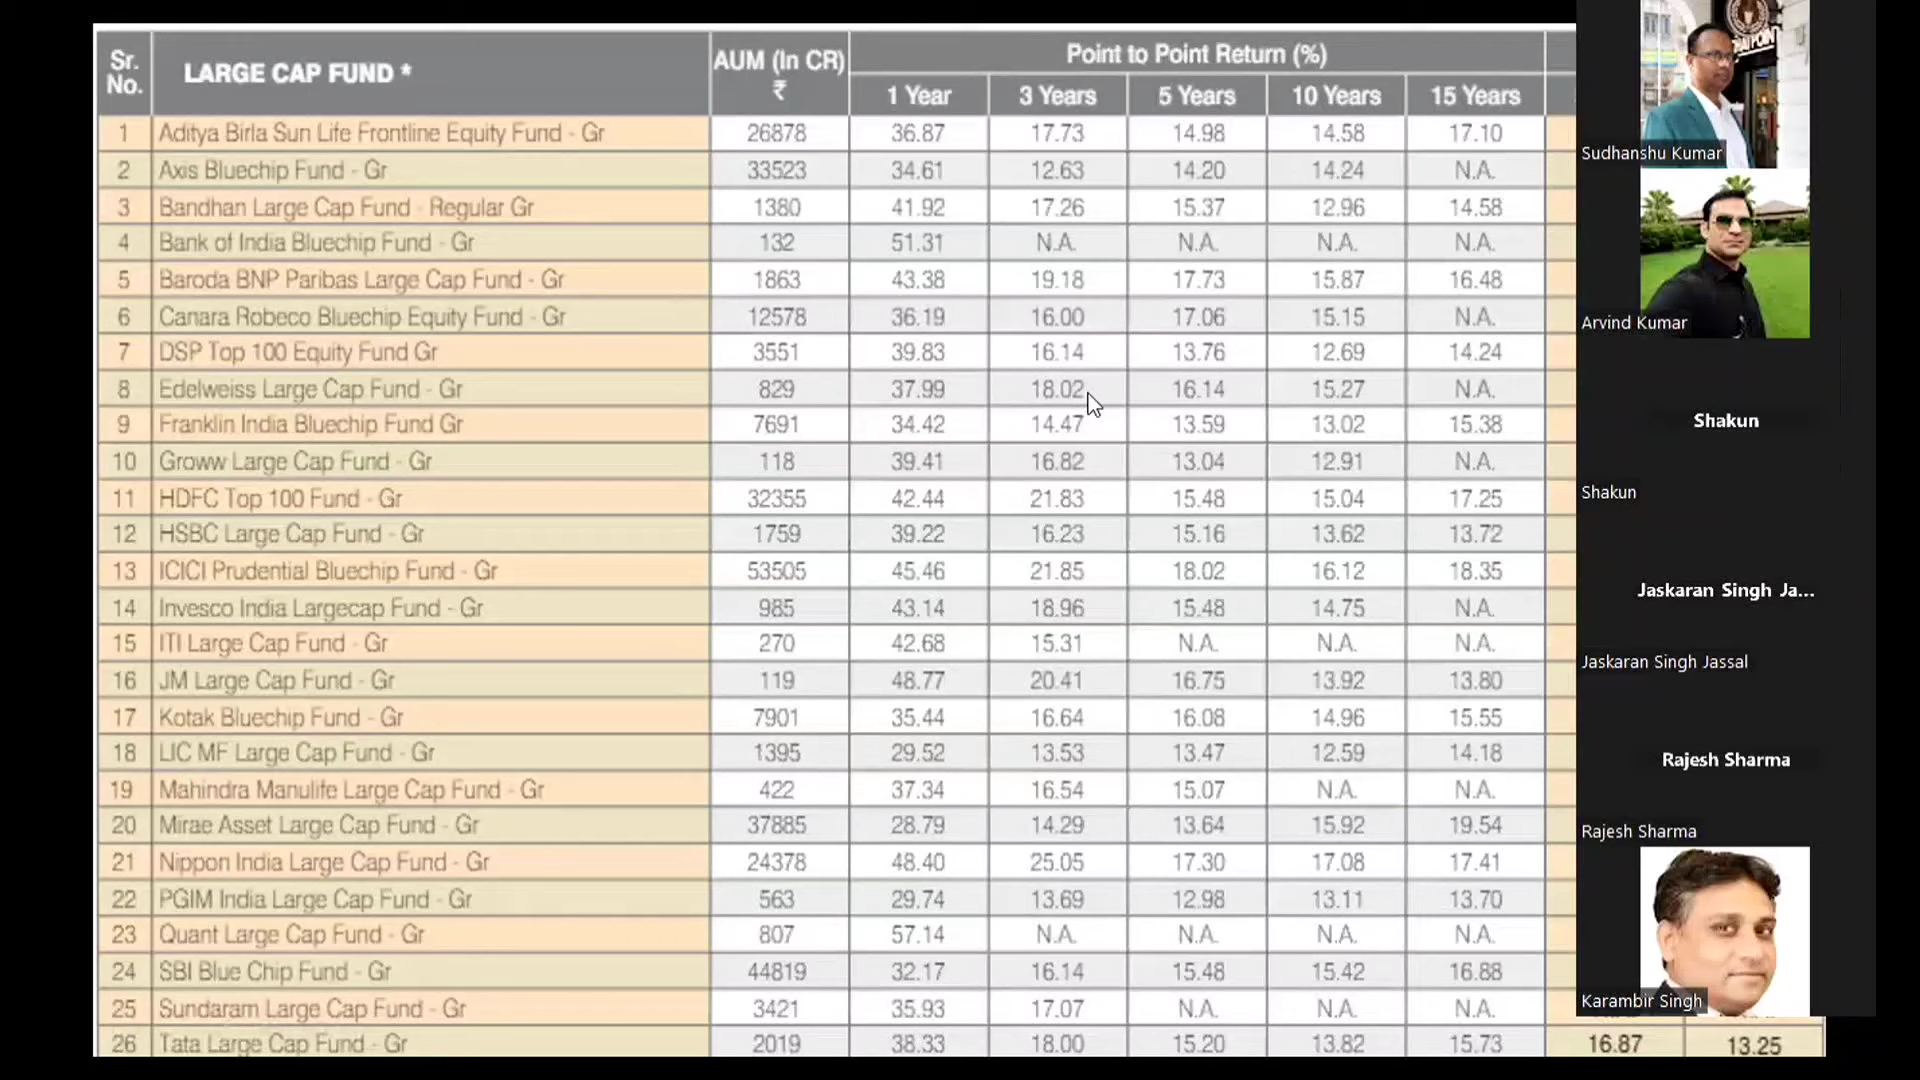 Sr. No. LARGE CAP FUND * AUM (In CR) ₹ Point to Point Return (%)
1 Year 3 Years 5 Years 10 Years 15 Years
1 Aditya Birla Sun Life Frontline Equity Fund - Gr 26878 36.87 17.73 14.98 14.58 17.10
2 Axis Bluechip Fund - Gr 33523 34.61 12.63 14.20 14.24 N.A.
3 Bandhan Large Cap Fund - Regular Gr 1380 41.92 17.26 15.37 12.96 14.58
4 Bank of India Bluechip Fund - Gr 132 51.31 N.A. N.A. N.A. N.A.
5 Baroda BNP Paribas Large Cap Fund - Gr 1863 43.38 19.18 17.73 15.87 16.48
6 Canara Robeco Bluechip Equity Fund - Gr 12578 36.19 16.00 17.06 15.15 N.A.
7 DSP Top 100 Equity Fund Gr 3551 39.83 16.14 13.76 12.69 14.24
8 Edelweiss Large Cap Fund - Gr 829 37.99 18.02 16.14 15.27 N.A.
9 Franklin India Bluechip Fund Gr 7691 34.42 14.47 13.59 13.02 15.38
10 Groww Large Cap Fund - Gr 118 39.41 16.82 13.04 12.91 N.A.
11 HDFC Top 100 Fund - Gr 32355 42.44 21.83 15.48 15.04 17.25
12 HSBC Large Cap Fund - Gr 1759 39.22 16.23 15.16 13.62 13.72
13 ICICI Prudential Bluechip Fund - Gr 53505 45.46 21.85 18.02 16.12 18.35
14 Invesco India Largecap Fund - Gr 985 43.14 18.96 15.48 14.75 N.A.
15 ITI Large Cap Fund - Gr 270 42.68 15.31 N.A. N.A. N.A.
16 JM Large Cap Fund - Gr 119 48.77 20.41 16.75 13.92 13.80
17 Kotak Bluechip Fund - Gr 7901 35.44 16.64 16.08 14.96 15.55
18 LIC MF Large Cap Fund - Gr 1395 29.52 13.53 13.47 12.59 14.18
19 Mahindra Manulife Large Cap Fund - Gr 422 37.34 16.54 15.07 N.A. N.A.
20 Mirae Asset Large Cap Fund - Gr 37885 28.79 14.29 13.64 15.92 19.54
21 Nippon India Large Cap Fund - Gr 24378 48.40 25.05 17.30 17.08 17.41
22 PGIM India Large Cap Fund - Gr 563 29.74 13.69 12.98 13.11 13.70
23 Quant Large Cap Fund - Gr 807 57.14 N.A. N.A. N.A. N.A.
24 SBI Blue Chip Fund - Gr 44819 32.17 16.14 15.48 15.42 16.88
25 Sundaram Large Cap Fund - Gr 3421 35.93 17.07 N.A. N.A. N.A.
26 Tata Large Cap Fund - Gr 2019 38.33 18.00 15.20 13.82 15.73 16.87 13.25
Sudhanshu Kumar
Arvind Kumar
Shakun
Shakun
Jaskaran Singh Ja...
Jaskaran Singh Jassal
Rajesh Sharma
Rajesh Sharma
Karambir Singh